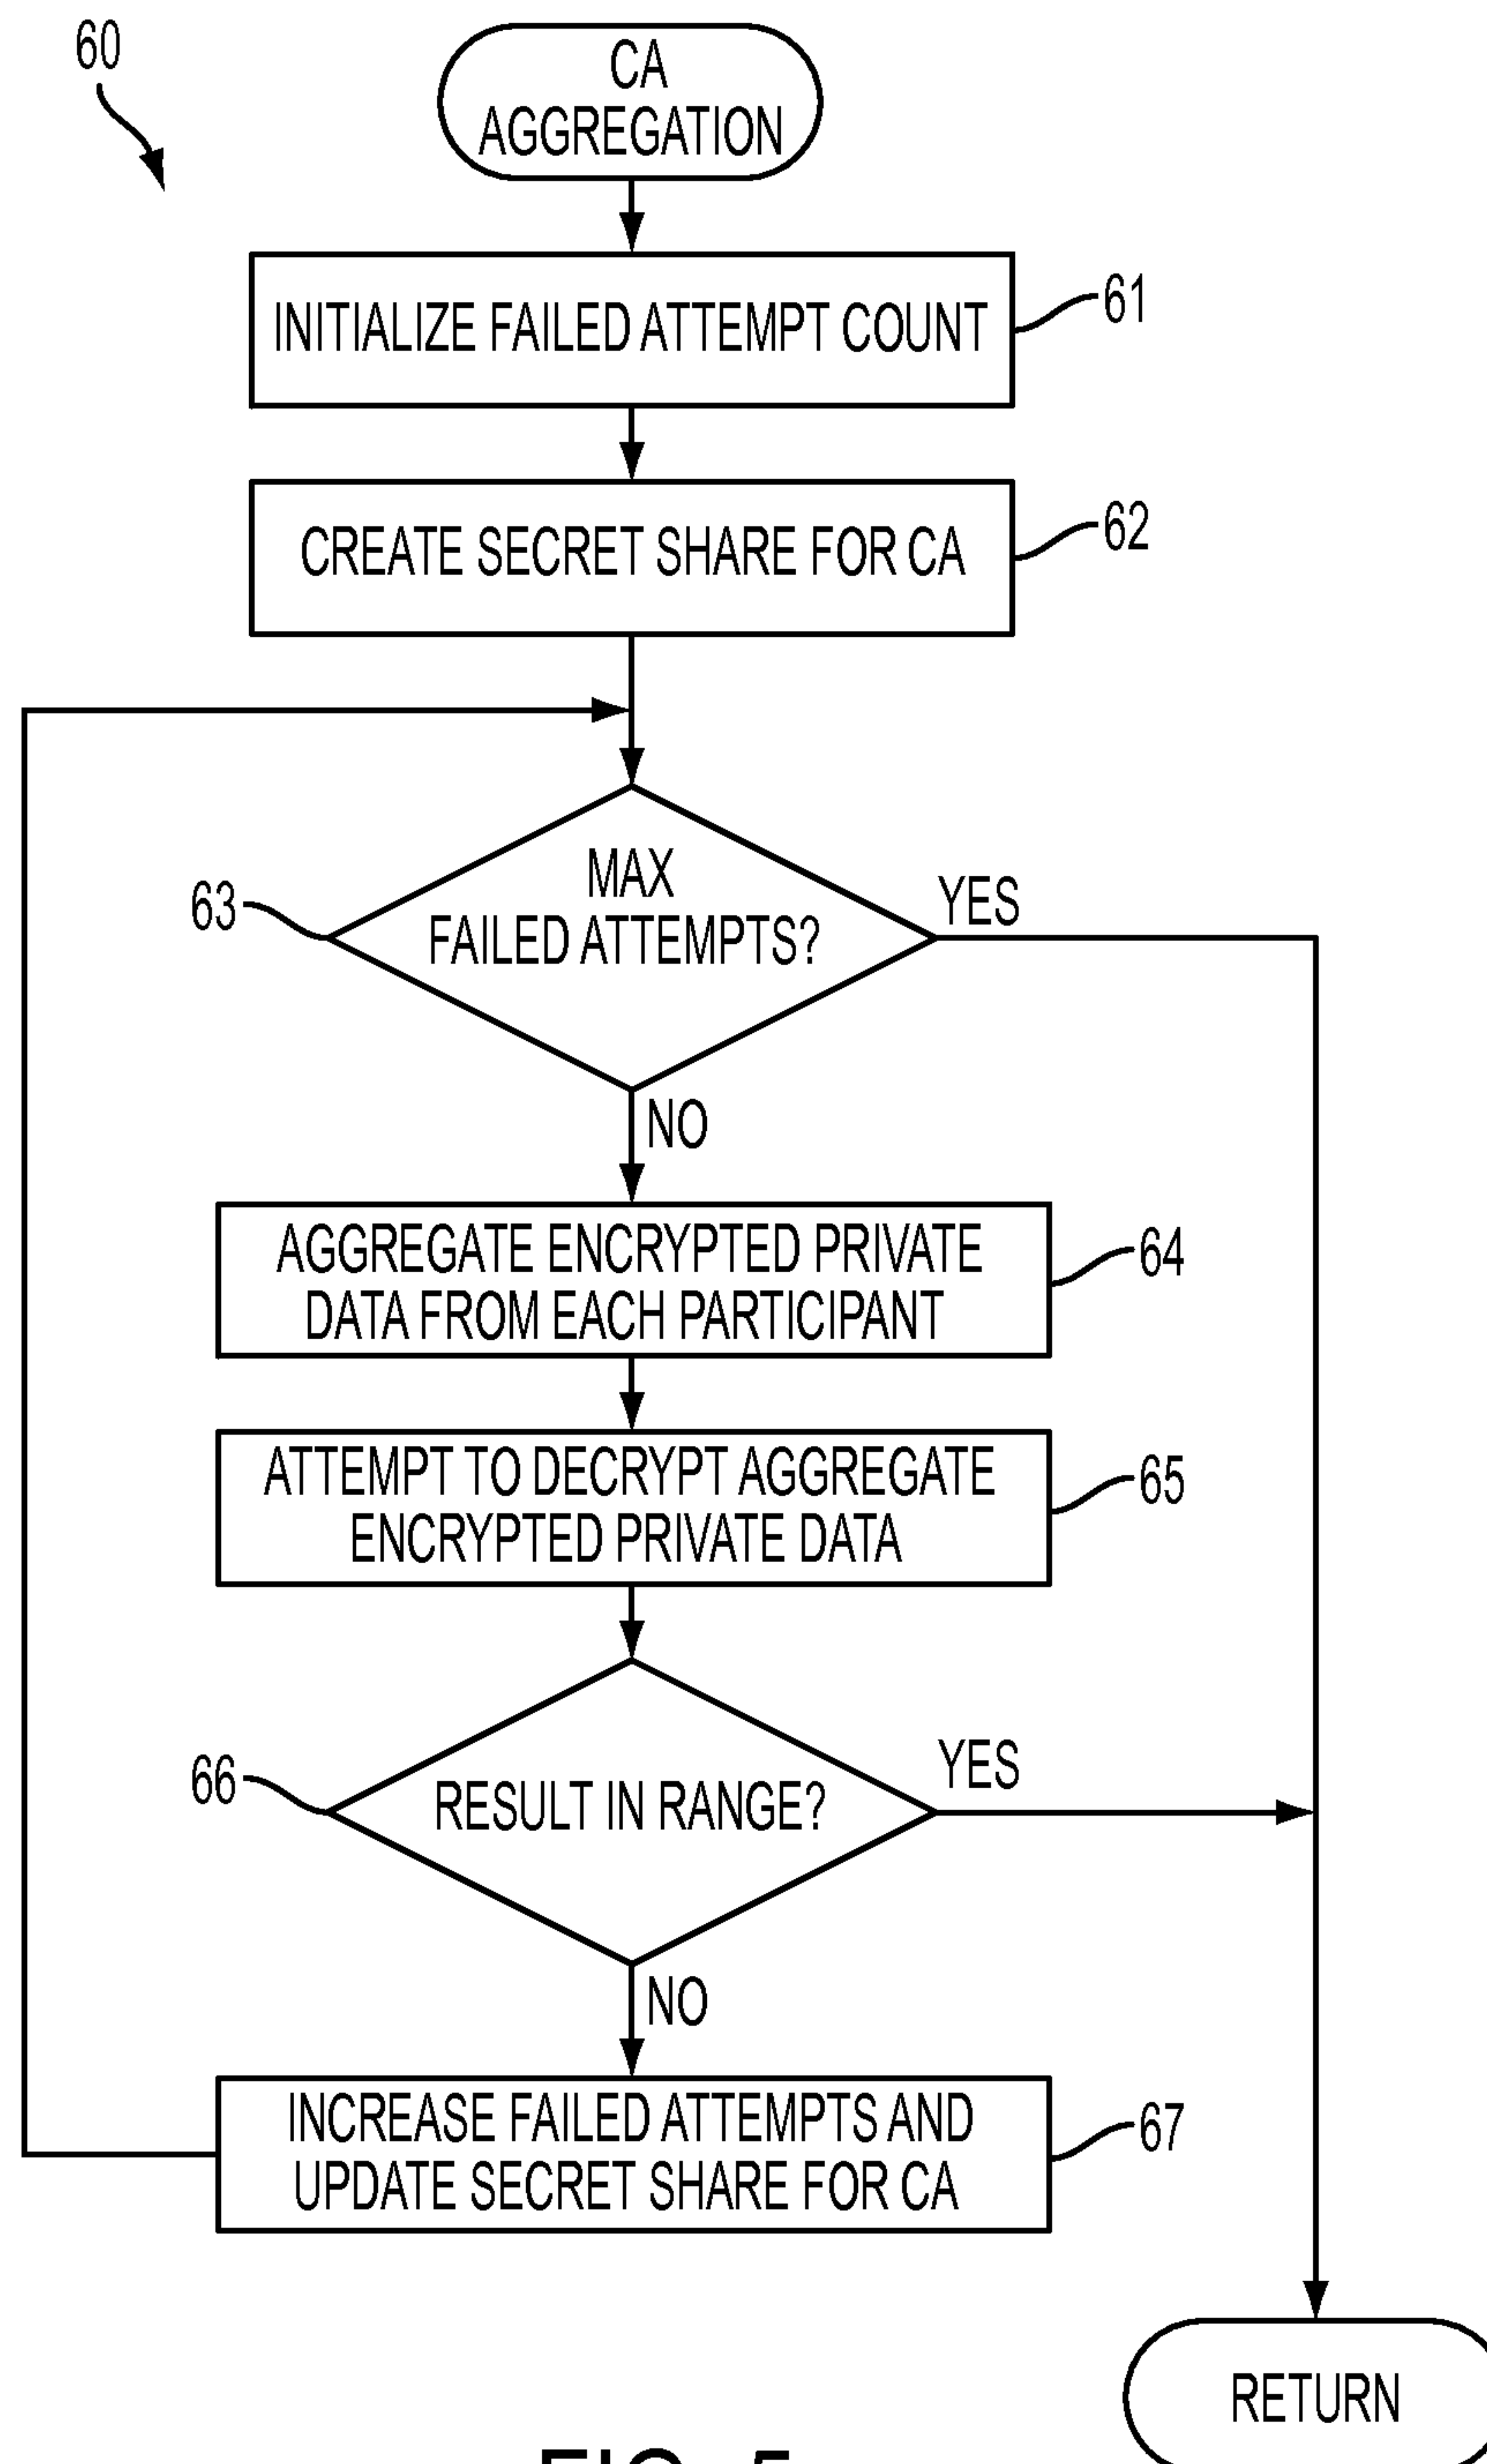 60
CA
AGGREGATION
INITIALIZE FAILED ATTEMPT COUNT
61
CREATE SECRET SHARE FOR CA
62
MAX
FAILED ATTEMPTS?
63
YES
NO
AGGREGATE ENCRYPTED PRIVATE
DATA FROM EACH PARTICIPANT
64
ATTEMPT TO DECRYPT AGGREGATE
ENCRYPTED PRIVATE DATA
65
RESULT IN RANGE?
66
YES
NO
INCREASE FAILED ATTEMPTS AND
UPDATE SECRET SHARE FOR CA
67
RETURN